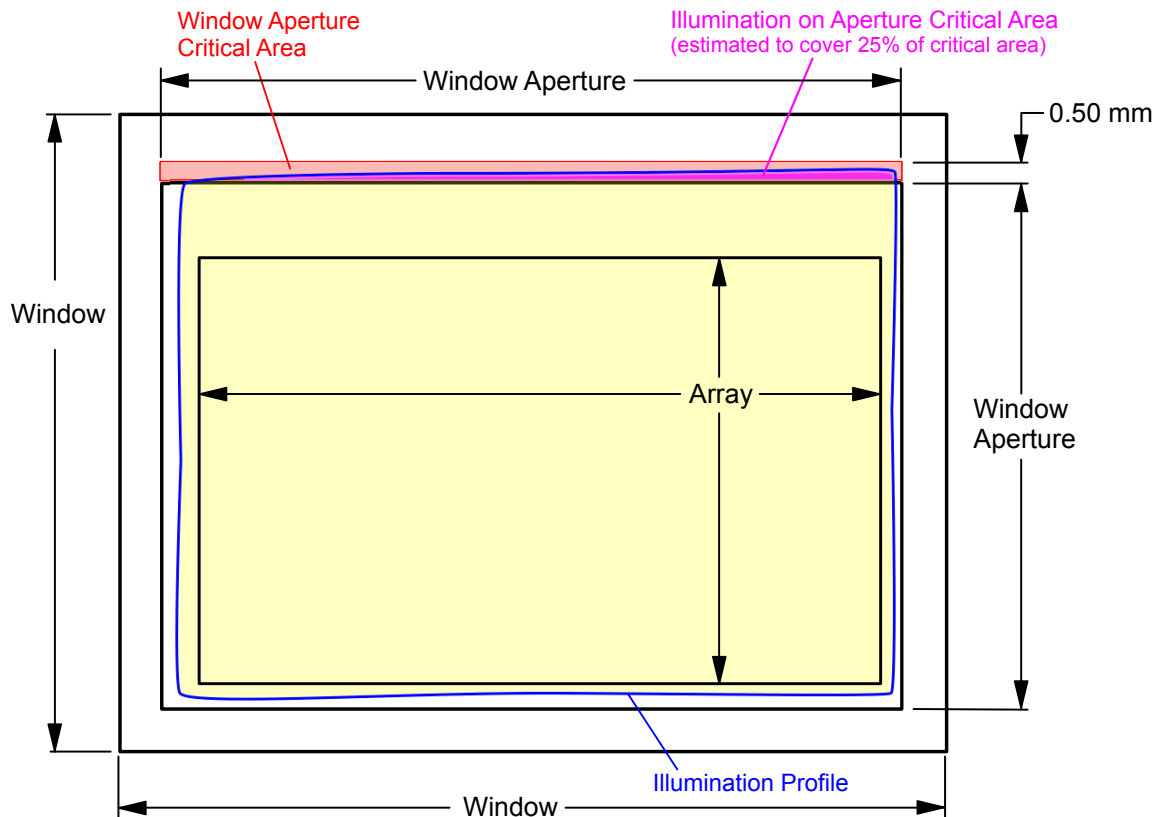 Window Aperture
Critical Area
Illumination on Aperture Critical Area
(estimated to cover 25% of critical area)
Window Aperture
0.50 mm
Window
Array
Window
Aperture
Illumination Profile
Window